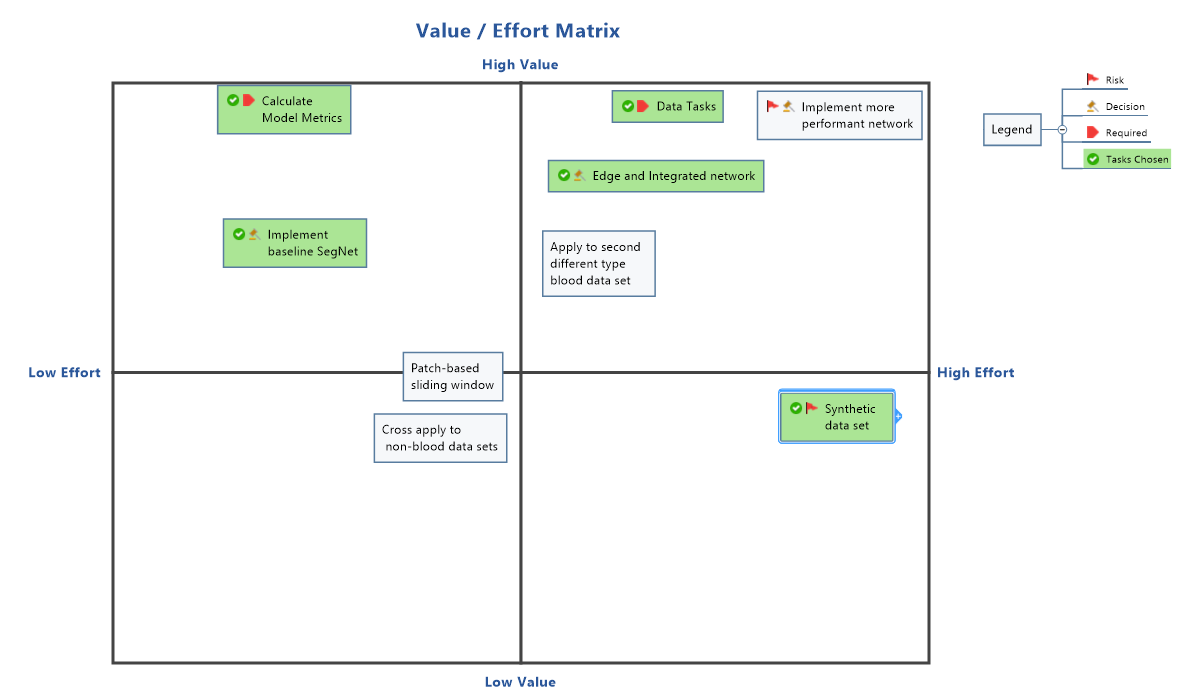 Value / Effort Matrix
High Value
Risk
Calculate
Model Metrics
Data Tasks
Implement more
performant network
Decision
Legend
Required
Tasks Chosen
Edge and Integrated network
Implement
baseline SegNet
Apply to second
different type
blood data set
Low Effort
Patch-based
sliding window
High Effort
Synthetic
data set
Cross apply to
non-blood data sets
Low Value